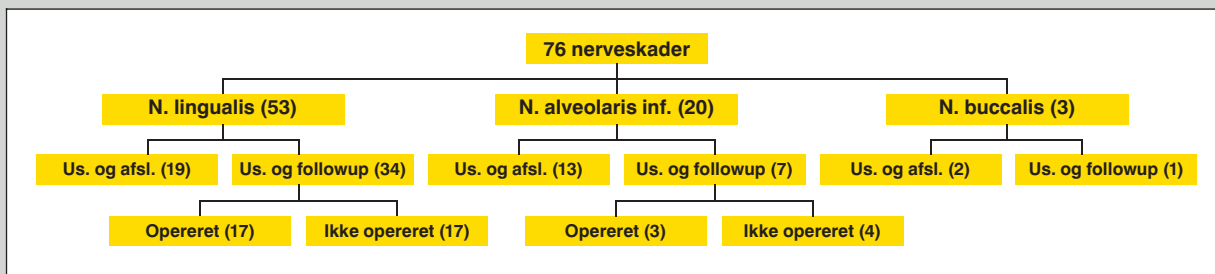 76 nerveskader
N. lingualis (53)
N. alveolaris inf. (20)
N. buccalis (3)
Us. og afsl. (19)
Us. og followup (34)
Us. og afsl. (13)
Us. og followup (7)
Us. og afsl. (2)
Us. og followup (1)
Opereret (17)
Ikke opereret (17)
Opereret (3)
Ikke opereret (4)